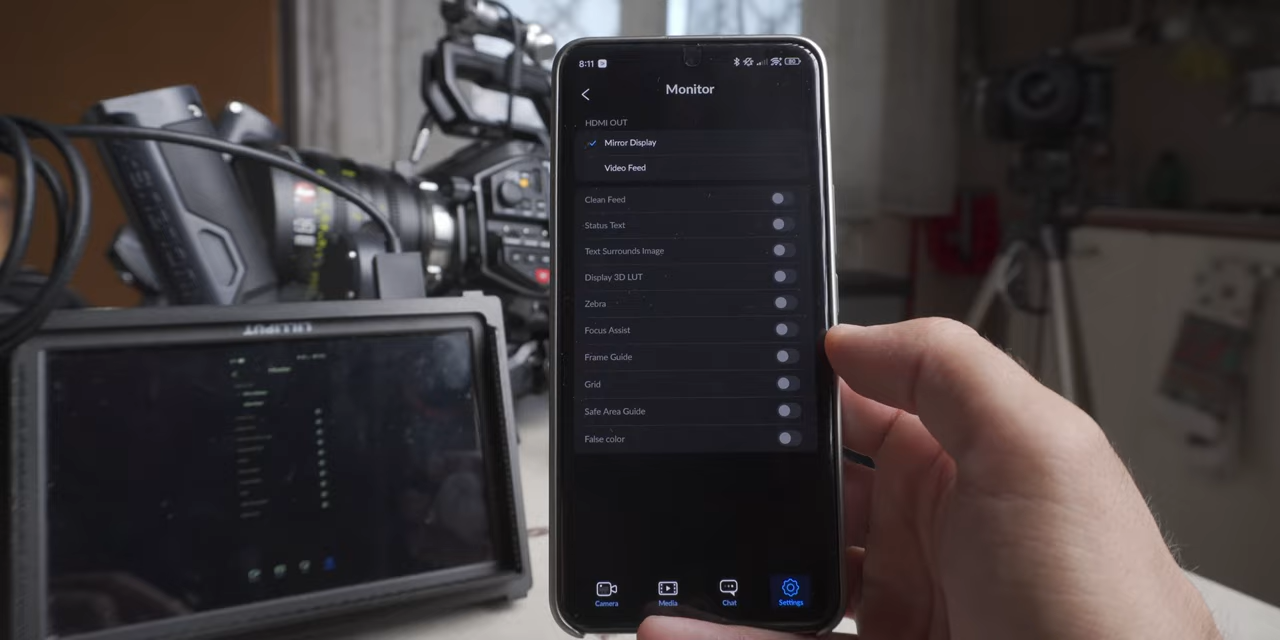 8:11
Monitor
HDMI OUT
Mirror Display
Video Feed
Clean Feed
Status Text
Text Surrounds Image
Display 3D LUT
Zebra
Focus Assist
Frame Guide
Grid
Safe Area Guide
False color
Camera
Media
Chat
Settings
LILLIPUT